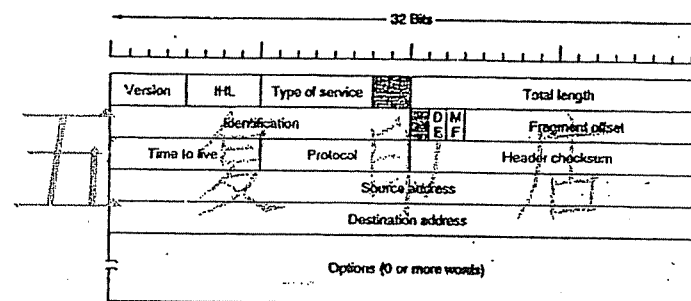 32 Bits
Version IHL Type of service Total length
Identification D F M F Fragment offset
Time to live Protocol Header checksum
Source address
Destination address
Options (0 or more words)